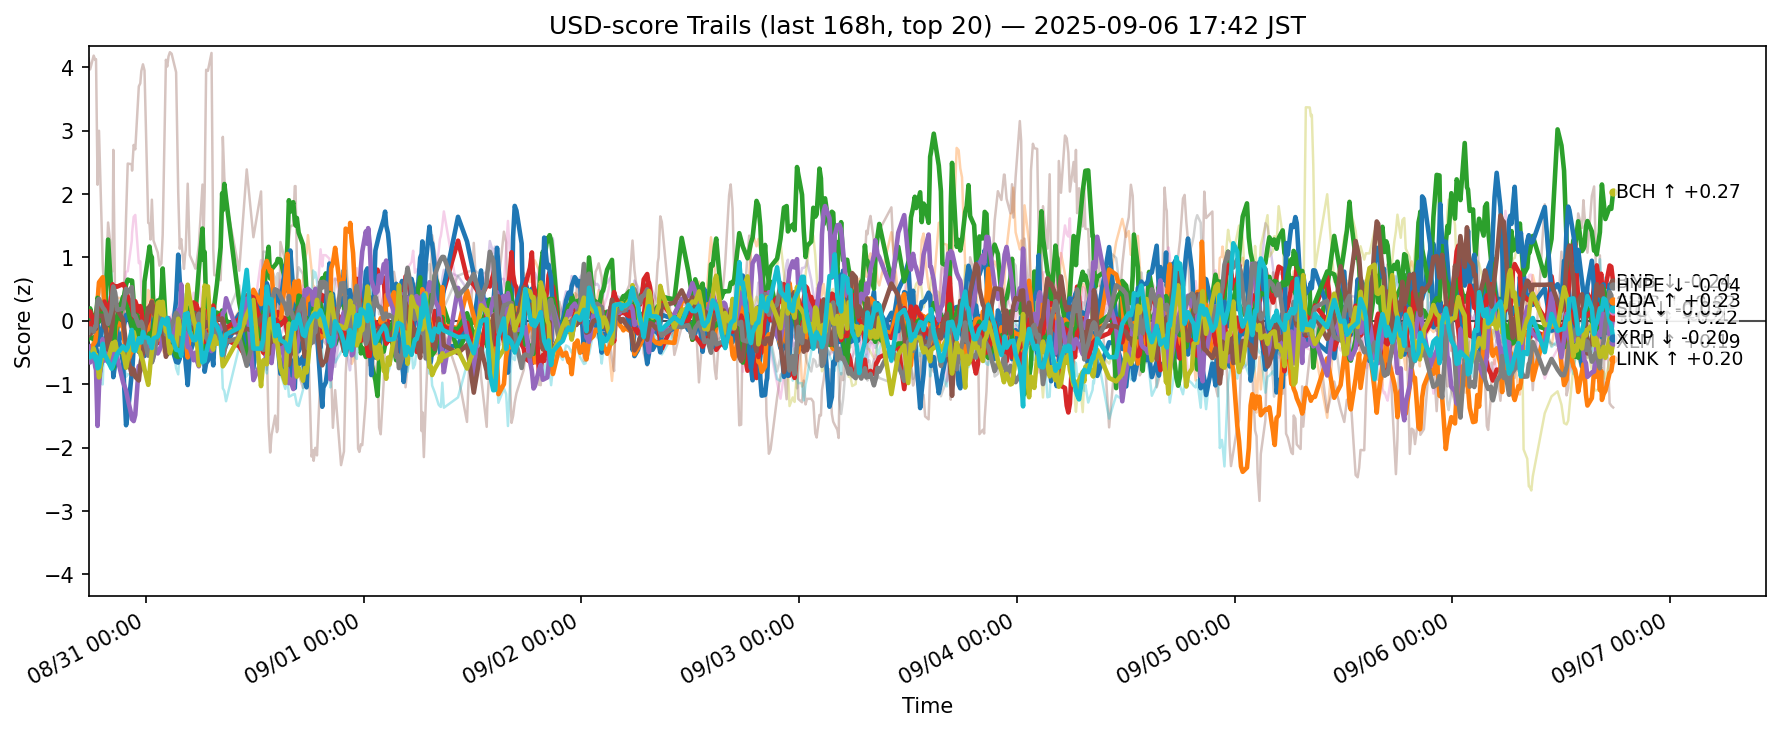 USD-score Trails (last 168h, top 20) — 2025-09-06 17:42 JST
Score (z)
4
3
2
1
0
−1
−2
−3
−4
BCH ↑ +0.27
HYPE ↓ -0.04
ADA ↑ +0.23
XRP ↓ -0.20
LINK ↑ +0.20
08/31 00:00
09/01 00:00
09/02 00:00
09/03 00:00
09/04 00:00
09/05 00:00
09/06 00:00
09/07 00:00
Time